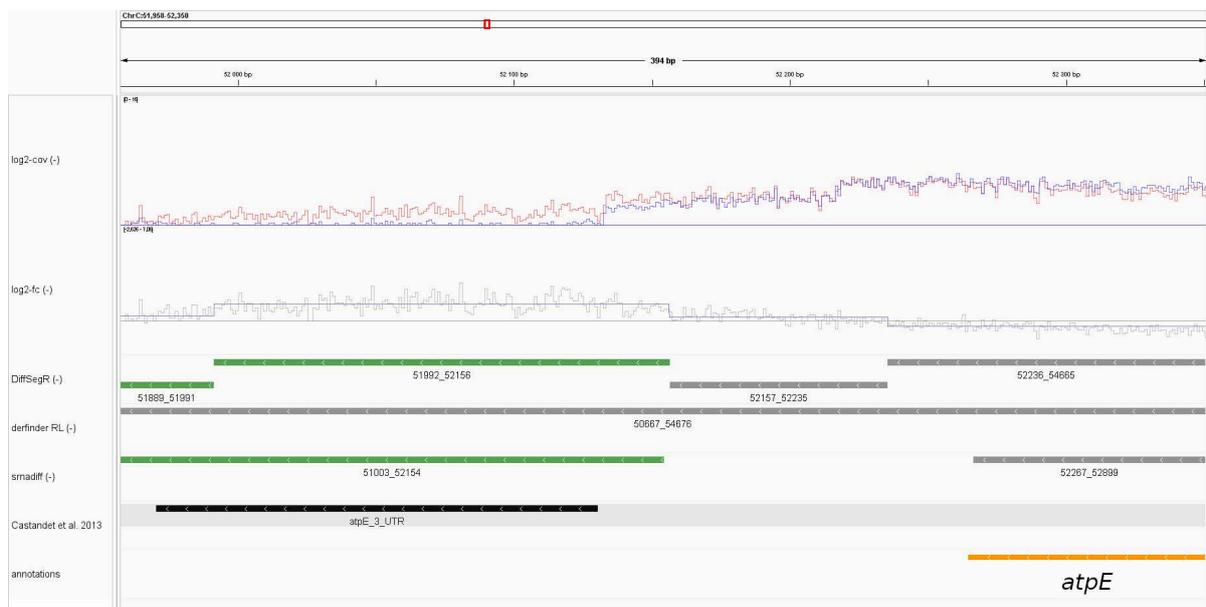 ChrC:51,958-52,350
394 bp
52 000 bp 52 100 bp 52 200 bp 52 300 bp
log2-cov (-)
log2-fc (-)
DiffSegR (-)
51992_52156 52236_54665
51889_51991 52157_52235
derfinder RL (-)
50667_54676
srnadiff (-)
51003_52154 52267_52899
Castandet et al. 2013
atpE_3_UTR
annotations
atpE